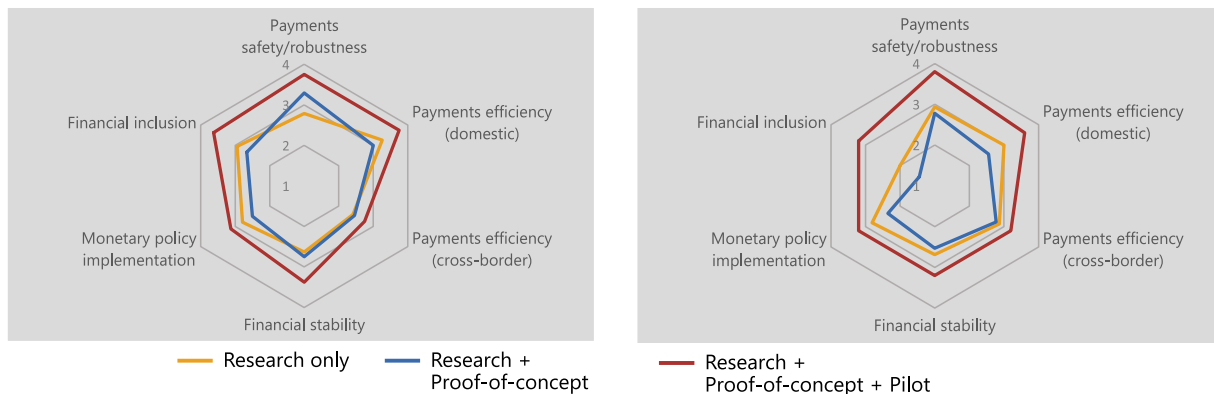 Payments
safety/robustness
4
3
2
1
Payments efficiency
(domestic)
Financial inclusion
Monetary policy
implementation
Payments efficiency
(cross-border)
Financial stability
Payments
safety/robustness
4
3
2
1
Payments efficiency
(domestic)
Financial inclusion
Monetary policy
implementation
Payments efficiency
(cross-border)
Financial stability
Research only
Research +
Proof-of-concept
Research +
Proof-of-concept + Pilot